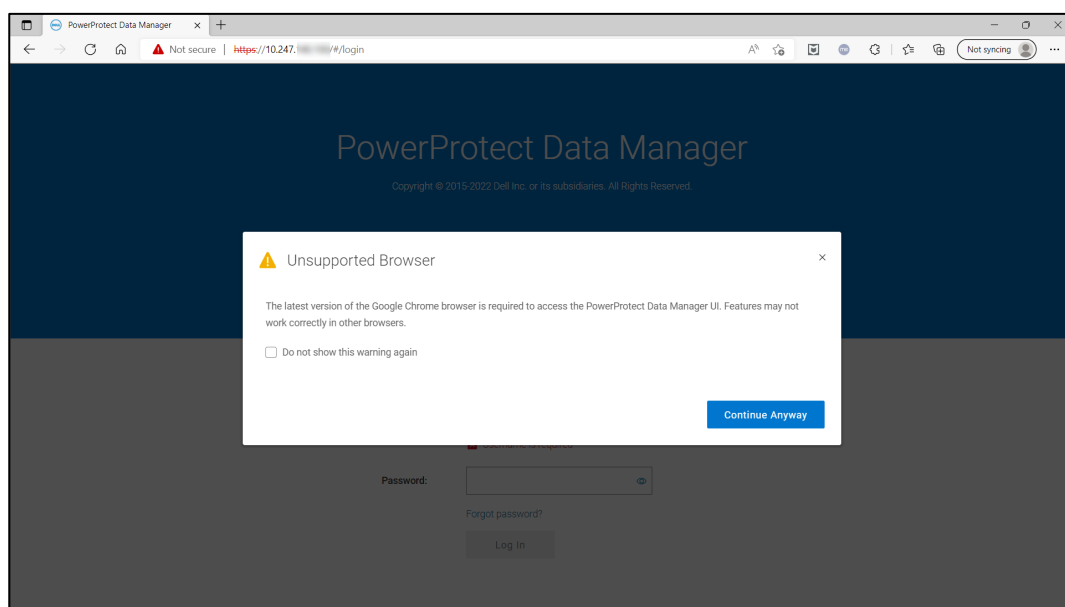 PowerProtect Data Manager
Not secure
https://10.247. /#/login
Not syncing
PowerProtect Data Manager
Copyright © 2015-2022 Dell Inc. or its subsidiaries, All Rights Reserved.
Unsupported Browser
The latest version of the Google Chrome browser is required to access the PowerProtect Data Manager UI. Features may not
work correctly in other browsers.
Do not show this warning again
Continue Anyway
Username is required
Password:
Forgot password?
Log In